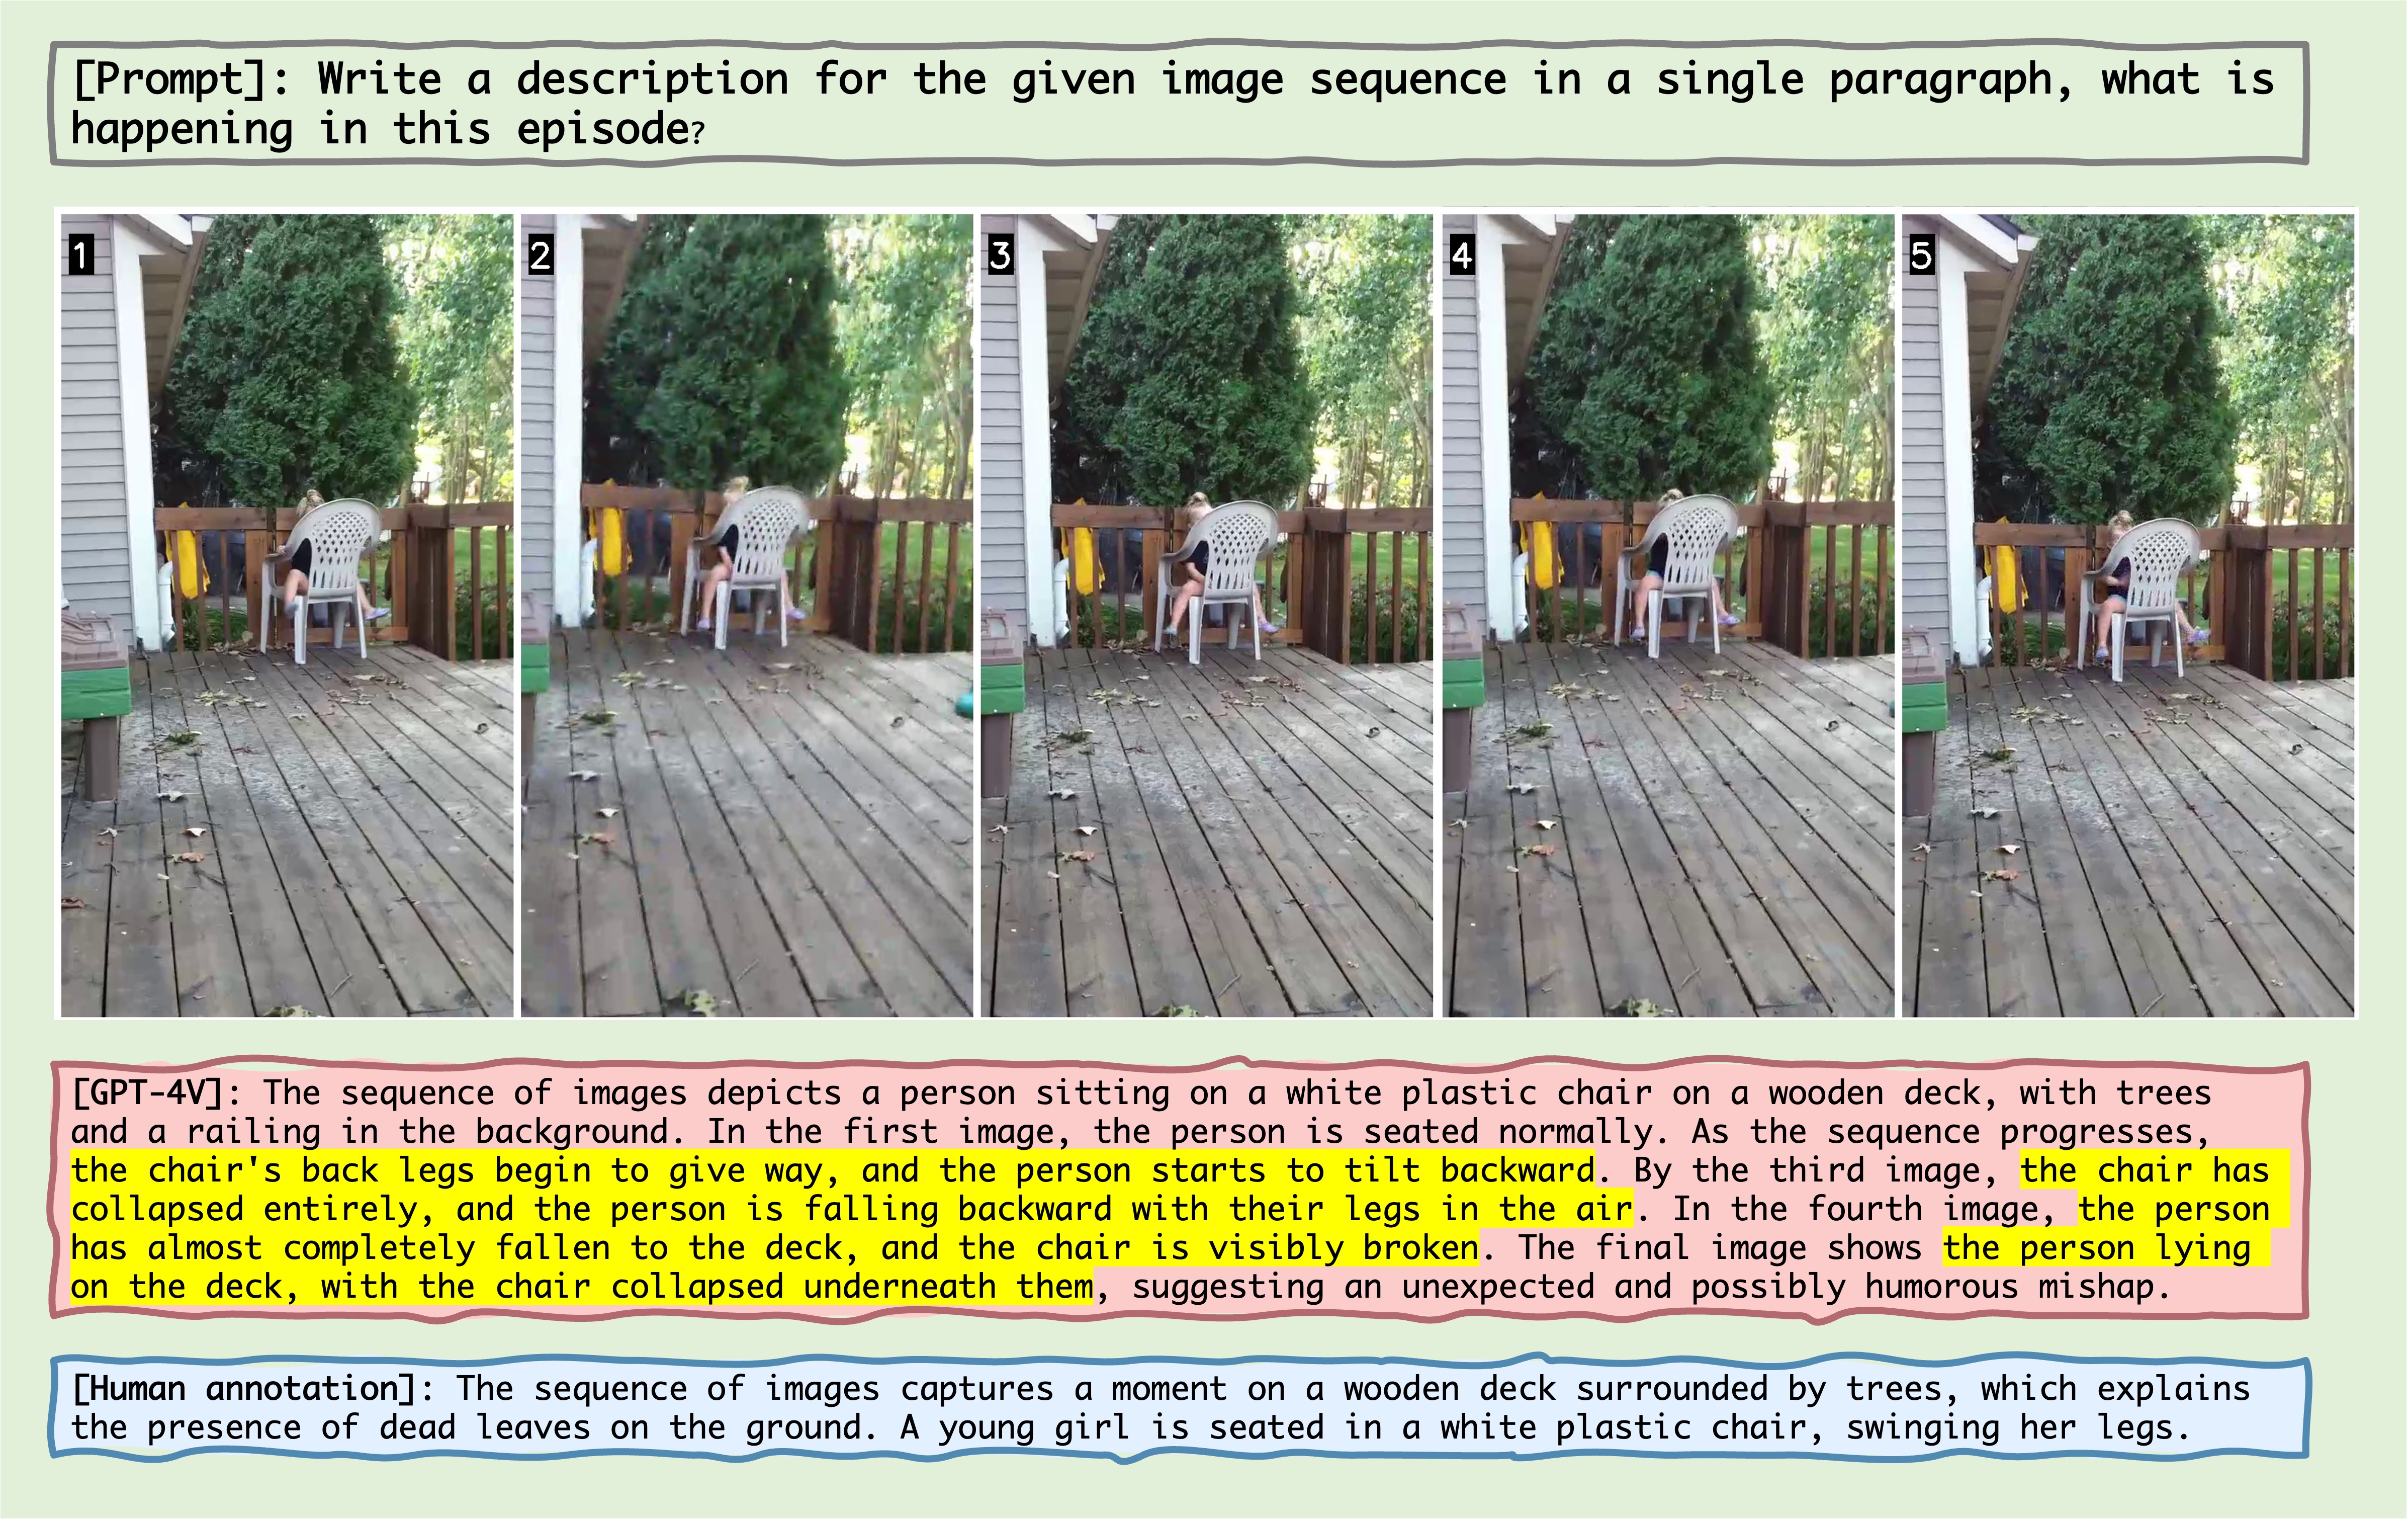 [Prompt]: Write a description for the given image sequence in a single paragraph, what is
happening in this episode?
1
2
3
4
5
[GPT-4V]: The sequence of images depicts a person sitting on a white plastic chair on a wooden deck, with trees
and a railing in the background. In the first image, the person is seated normally. As the sequence progresses,
the chair's back legs begin to give way, and the person starts to tilt backward. By the third image, the chair has
collapsed entirely, and the person is falling backward with their legs in the air. In the fourth image, the person
has almost completely fallen to the deck, and the chair is visibly broken. The final image shows the person lying
on the deck, with the chair collapsed underneath them, suggesting an unexpected and possibly humorous mishap.
[Human annotation]: The sequence of images captures a moment on a wooden deck surrounded by trees, which explains
the presence of dead leaves on the ground. A young girl is seated in a white plastic chair, swinging her legs.